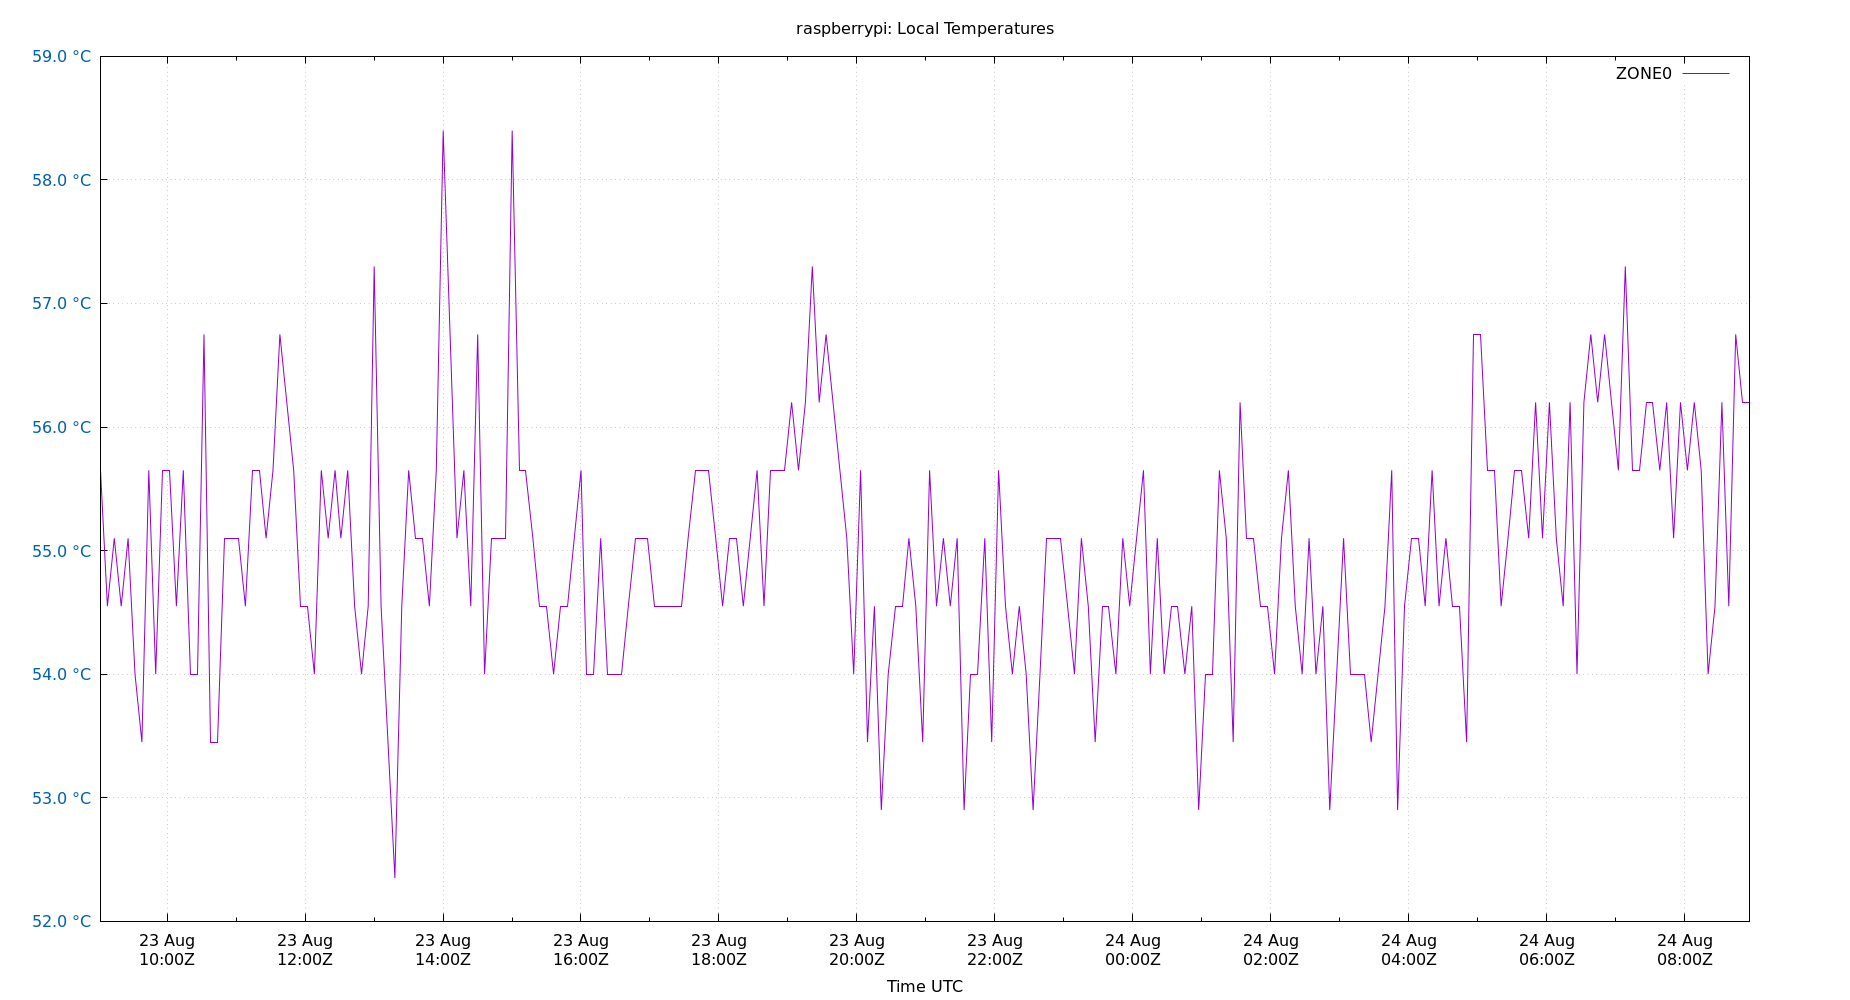 raspberrypi: Local Temperatures
59.0 °C
ZONE0
58.0 °C
57.0 °C
56.0 °C
55.0 °C
54.0 °C
53.0 °C
52.0 °C
23 Aug 23 Aug 23 Aug 23 Aug 23 Aug 23 Aug 23 Aug 24 Aug 24 Aug 24 Aug 24 Aug 24 Aug
10:00Z 12:00Z 14:00Z 16:00Z 18:00Z 20:00Z 22:00Z 00:00Z 02:00Z 04:00Z 06:00Z 08:00Z
Time UTC